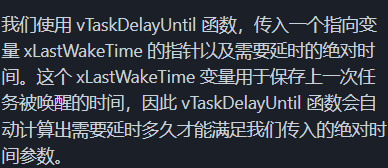 我们使用 vTaskDelayUntil 函数，传入一个指向变
量 xLastWakeTime 的指针以及需要延时的绝对时
间。这个 xLastWakeTime 变量用于保存上一次任
务被唤醒的时间，因此 vTaskDelayUntil 函数会自
动计算出需要延时多久才能满足我们传入的绝对时
间参数。